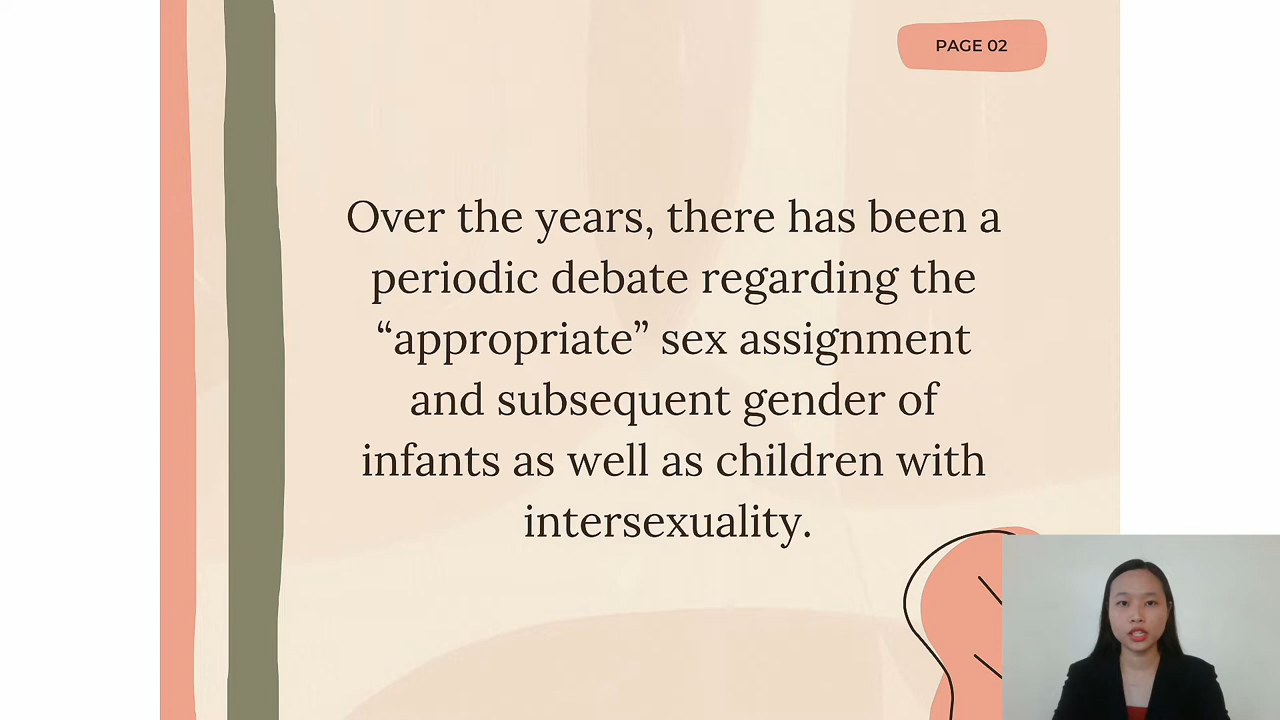 PAGE 02
Over the years, there has been a
periodic debate regarding the
“appropriate” sex assignment
and subsequent gender of
infants as well as children with
intersexuality.